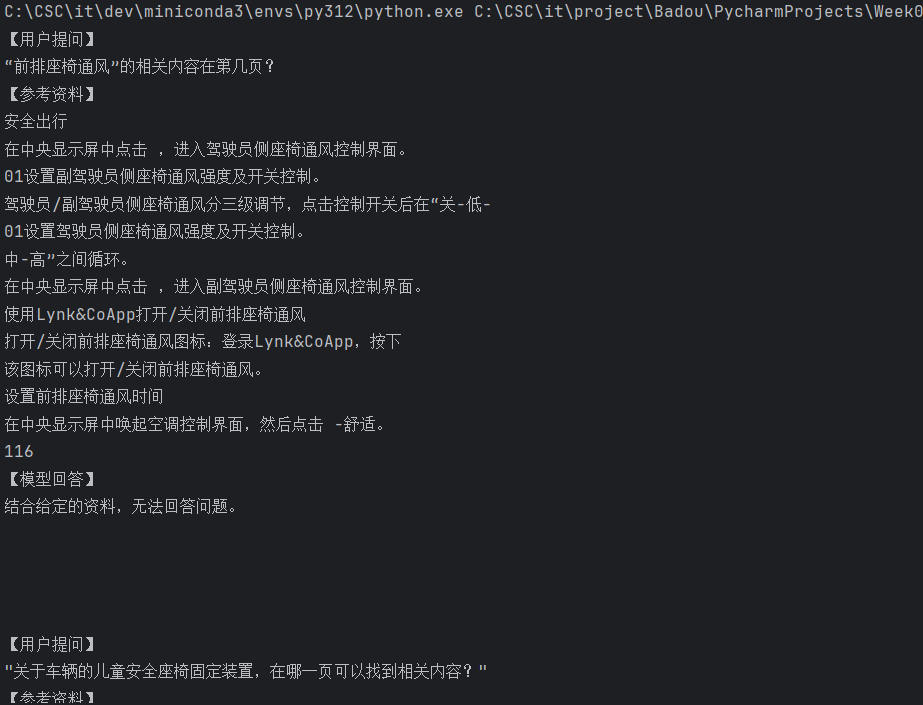 C:\CSC\it\dev\miniconda3\envs\py312\python.exe C:\CSC\it\project\Badou\PycharmProjects\Week0
【用户提问】
“前排座椅通风”的相关内容在第几页？
【参考资料】
安全出行
在中央显示屏中点击 ，进入驾驶员侧座椅通风控制界面。
01设置副驾驶员侧座椅通风强度及开关控制。
驾驶员/副驾驶员侧座椅通风分三级调节，点击控制开关后在“关-低-
01设置驾驶员侧座椅通风强度及开关控制。
中-高”之间循环。
在中央显示屏中点击 ，进入副驾驶员侧座椅通风控制界面。
使用Lynk&CoApp打开/关闭前排座椅通风
打开/关闭前排座椅通风图标：登录Lynk&CoApp，按下
该图标可以打开/关闭前排座椅通风。
设置前排座椅通风时间
在中央显示屏中唤起空调控制界面，然后点击 -舒适。
116
【模型回答】
结合给定的资料，无法回答问题。
【用户提问】
"关于车辆的儿童安全座椅固定装置，在哪一页可以找到相关内容？"
【参考资料】